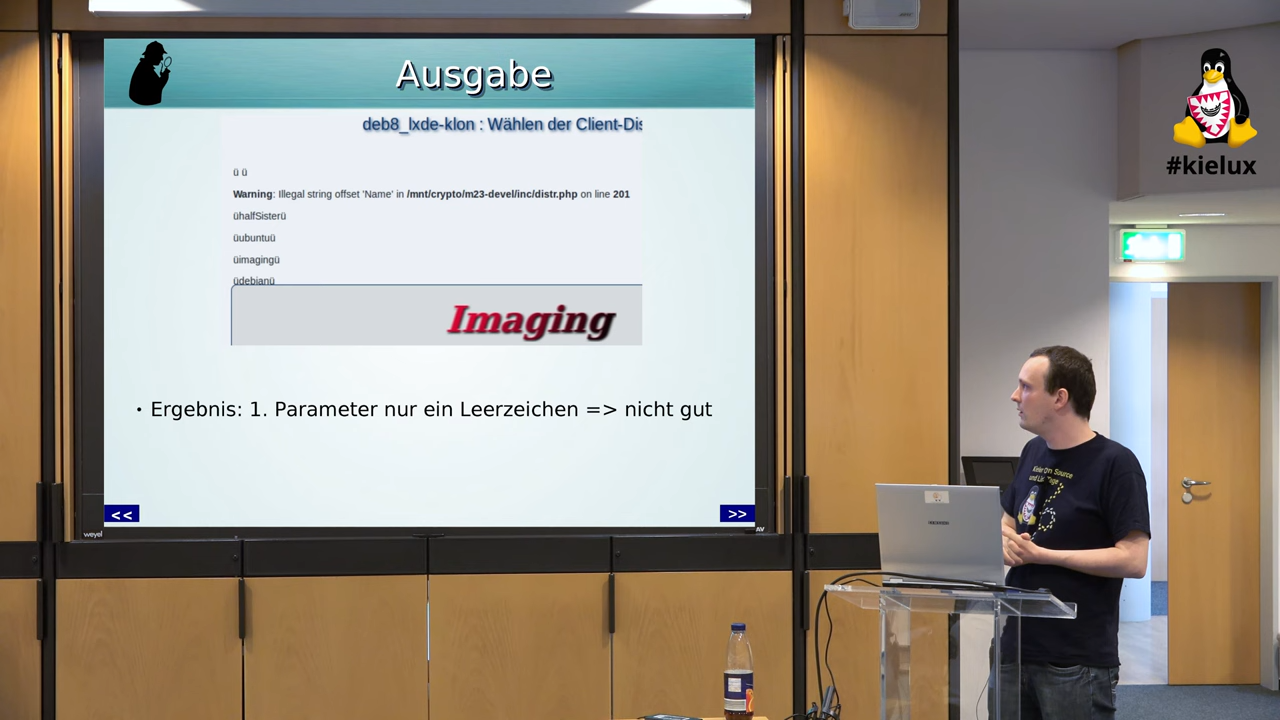 Ausgabe
deb8_lxde-klon : Wählen der Client-Dis
ü ü
Warning: Illegal string offset 'Name' in /mnt/crypto/m23-devel/inc/distr.php on line 201
ühalfSisterü
üubuntuü
üimagingü
üdebianü
Imaging
• Ergebnis: 1. Parameter nur ein Leerzeichen => nicht gut
<< >>
weyel
#kielux